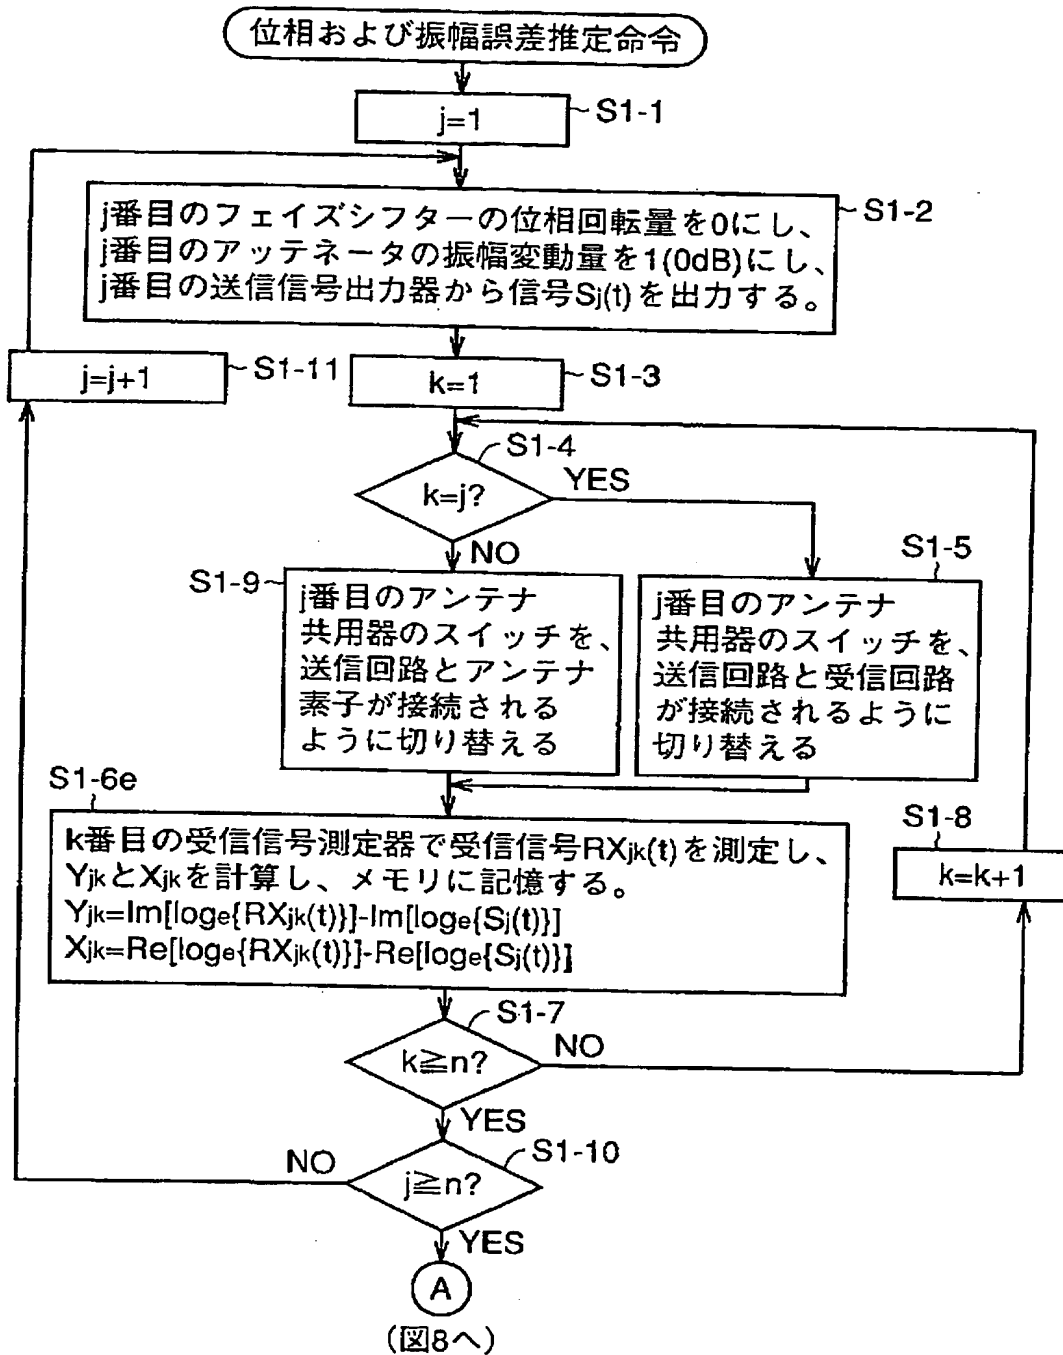 位相および振幅誤差推定命令
j=1
S1-1
j番目のフェイズシフターの位相回転量を0にし、
j番目のアッテネータの振幅変動量を1(0dB)にし、
j番目の送信信号出力器から信号Sj(t)を出力する。
S1-2
j=j+1
S1-11
k=1
S1-3
S1-4
k=j?
YES
NO
S1-9
j番目のアンテナ
共用器のスイッチを、
送信回路とアンテナ
素子が接続される
ように切り替える
S1-5
j番目のアンテナ
共用器のスイッチを、
送信回路と受信回路
が接続されるように
切り替える
S1-6e
k番目の受信信号測定器で受信信号RXjk(t)を測定し、
YjkとXjkを計算し、メモリに記憶する。
Yjk=Im[loge{RXjk(t)}]-Im[loge{Sj(t)}]
Xjk=Re[loge{RXjk(t)}]-Re[loge{Sj(t)}]
S1-8
k=k+1
S1-7
k≧n?
NO
YES
S1-10
j≧n?
NO
YES
A
(図8へ)